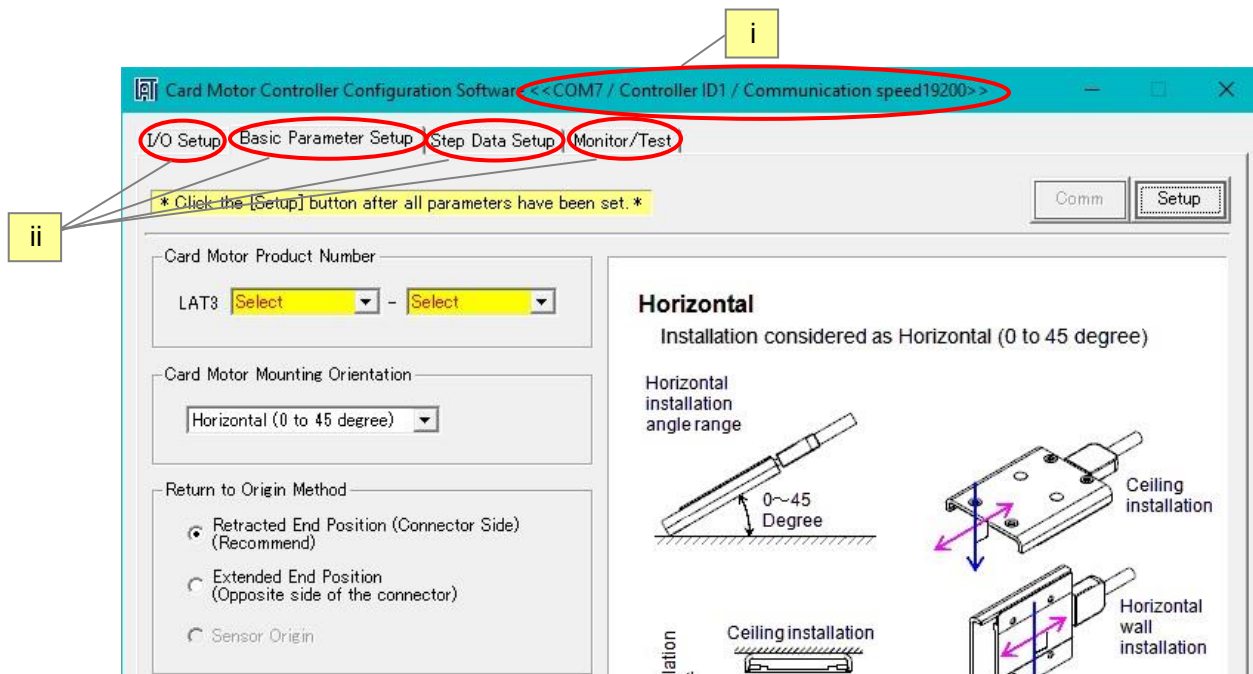 i
Card Motor Controller Configuration Software <<COM7 / Controller ID1 / Communication speed19200>>
I/O Setup Basic Parameter Setup Step Data Setup Monitor/Test
* Click the [Setup] button after all parameters have been set. *
Comm Setup
ii
Card Motor Product Number
LAT3 Select - Select
Card Motor Mounting Orientation
Horizontal (0 to 45 degree)
Return to Origin Method
Retracted End Position (Connector Side)
(Recommend)
Extended End Position
(Opposite side of the connector)
Sensor Origin
Horizontal
Installation considered as Horizontal (0 to 45 degree)
Horizontal
installation
angle range
0~45
Degree
Ceiling
installation
Ceiling installation
Horizontal
wall
installation